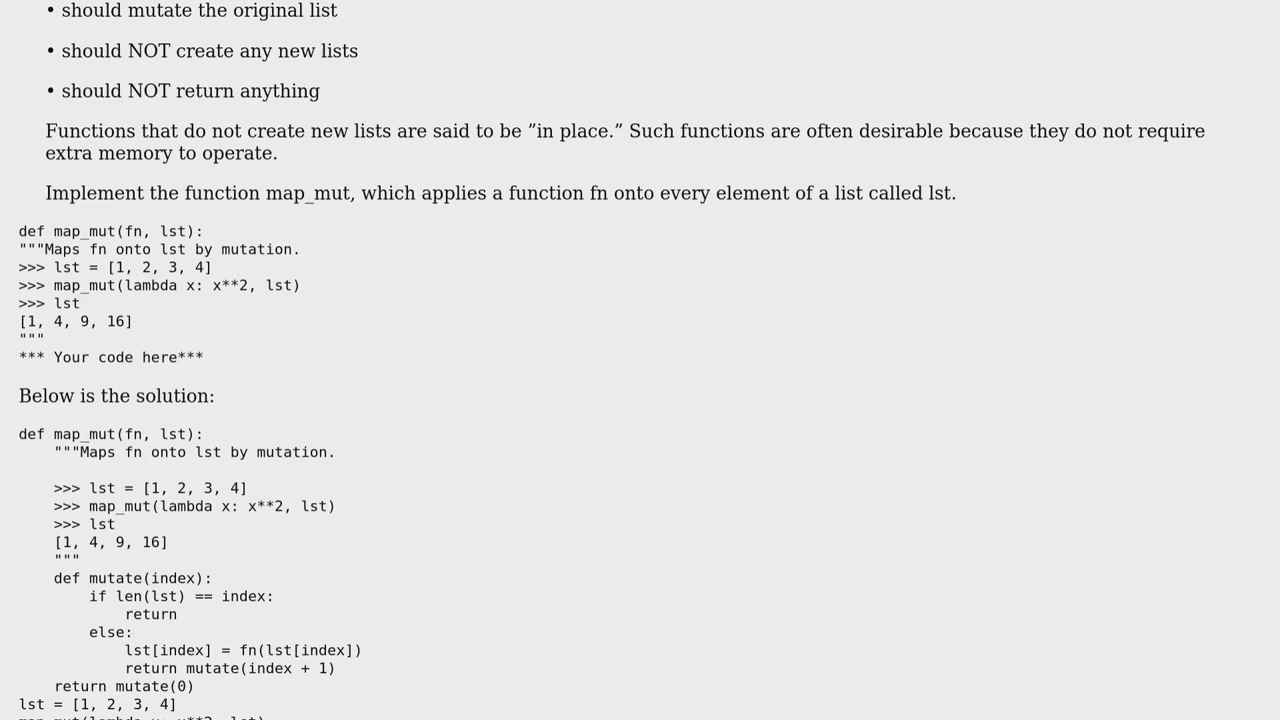 • should mutate the original list
• should NOT create any new lists
• should NOT return anything
Functions that do not create new lists are said to be ”in place.” Such functions are often desirable because they do not require
extra memory to operate.
Implement the function map_mut, which applies a function fn onto every element of a list called lst.
def map_mut(fn, lst):
"""Maps fn onto lst by mutation.
>>> lst = [1, 2, 3, 4]
>>> map_mut(lambda x: x**2, lst)
>>> lst
[1, 4, 9, 16]
"""
*** Your code here***
Below is the solution:
def map_mut(fn, lst):
    """Maps fn onto lst by mutation.
    >>> lst = [1, 2, 3, 4]
    >>> map_mut(lambda x: x**2, lst)
    >>> lst
    [1, 4, 9, 16]
    """
    def mutate(index):
        if len(lst) == index:
            return
        else:
            lst[index] = fn(lst[index])
            return mutate(index + 1)
    return mutate(0)
lst = [1, 2, 3, 4]
map_mut(lambda x: x**2, lst)